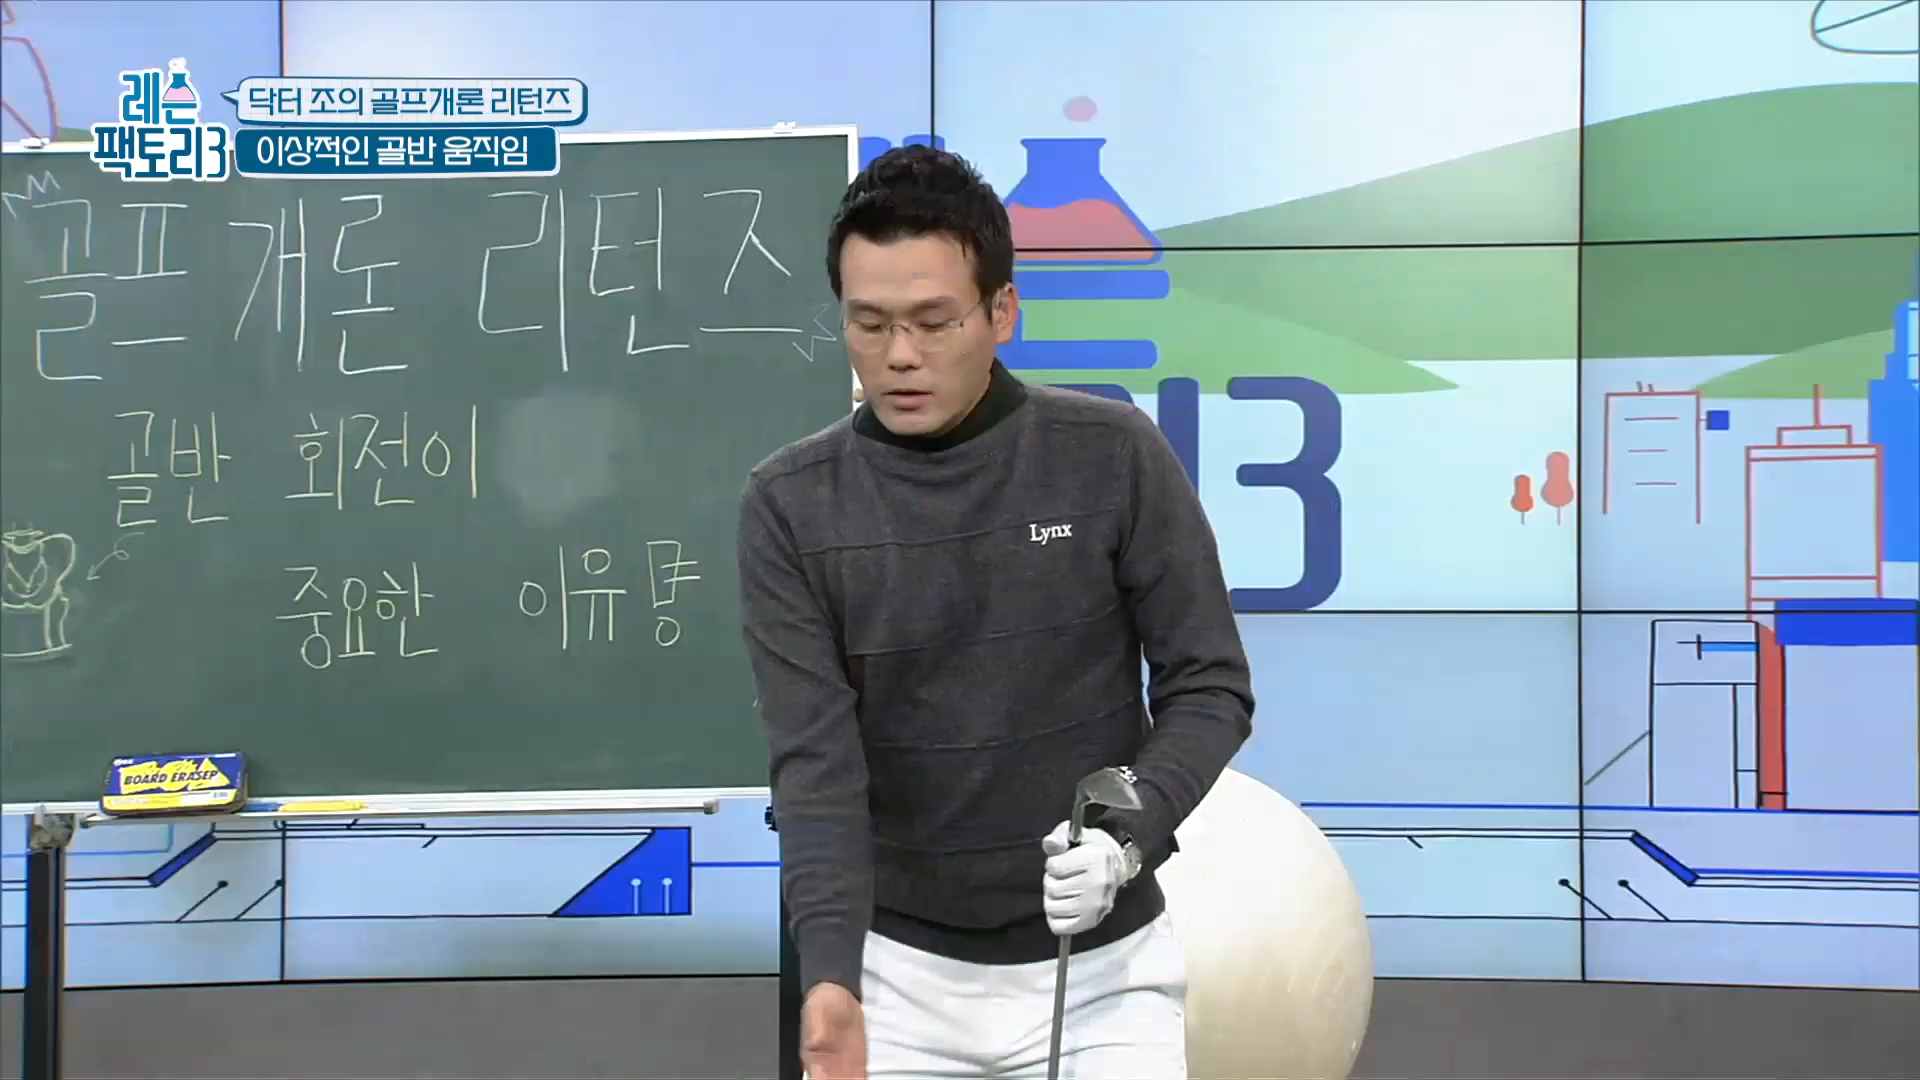 레슨
팩토리3
닥터 조의 골프개론 리턴즈
이상적인 골반 움직임
골프 개론 리턴즈
골반 회전이
중요한 이유
Lynx
BOARD ERASER
3